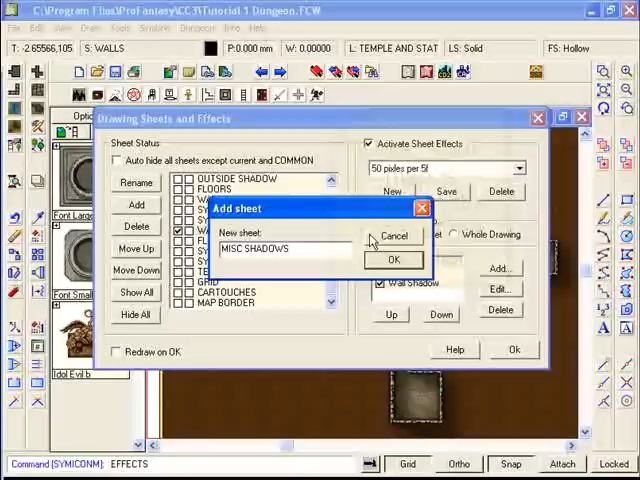 C:\Program Files\ProFantasy\CC3\Tutorial 1 Dungeon.FCW
T: -2.65566,105
S: WALLS
P:0.000 mm
W: 0.00000
L: TEMPLE AND STAT
LS: Solid
FS: Hollow
Drawing Sheets and Effects
Sheet Status
Auto hide all sheets except current and COMMON
Rename
Add
Delete
Move Up
Move Down
Show All
Hide All
OUTSIDE SHADOW
FLOORS
GRID
CARTOUCHES
MAP BORDER
Redraw on OK
Activate Sheet Effects
50 pixles per 5f
New
Save
Delete
Whole Drawing
Add...
Wall Shadow
Edit...
Up
Down
Delete
Help
Ok
Add sheet
New sheet:
MISC SHADOWS
Cancel
OK
Font Large
Font Small
Idol Evil b
Command [SYMICONM]: EFFECTS
Grid
Ortho
Snap
Attach
Locked